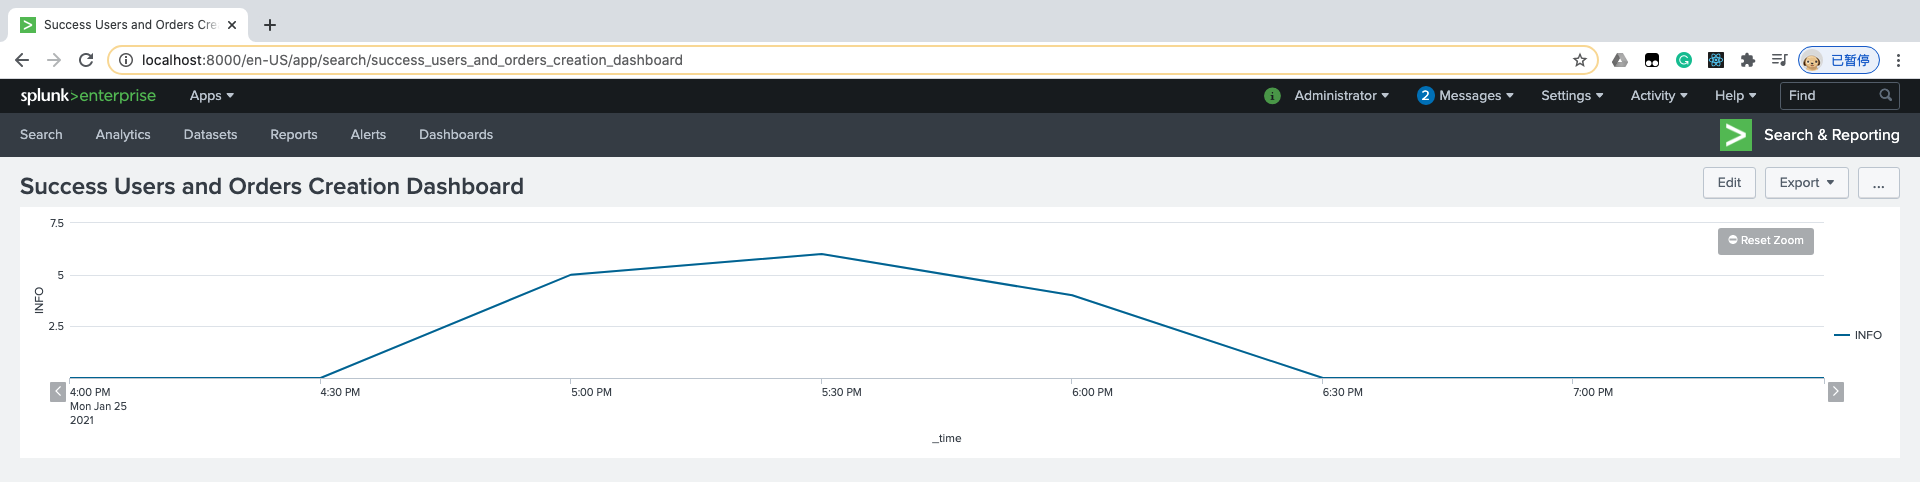 Success Users and Orders Cre
localhost:8000/en-US/app/search/success_users_and_orders_creation_dashboard
已暂停
splunk>enterprise Apps
i Administrator 2 Messages Settings Activity Help Find
Search Analytics Datasets Reports Alerts Dashboards
Search & Reporting
Success Users and Orders Creation Dashboard
Edit Export ...
7.5
Reset Zoom
5
INFO
2.5
INFO
4:00 PM 4:30 PM 5:00 PM 5:30 PM 6:00 PM 6:30 PM 7:00 PM
Mon Jan 25
2021
_time